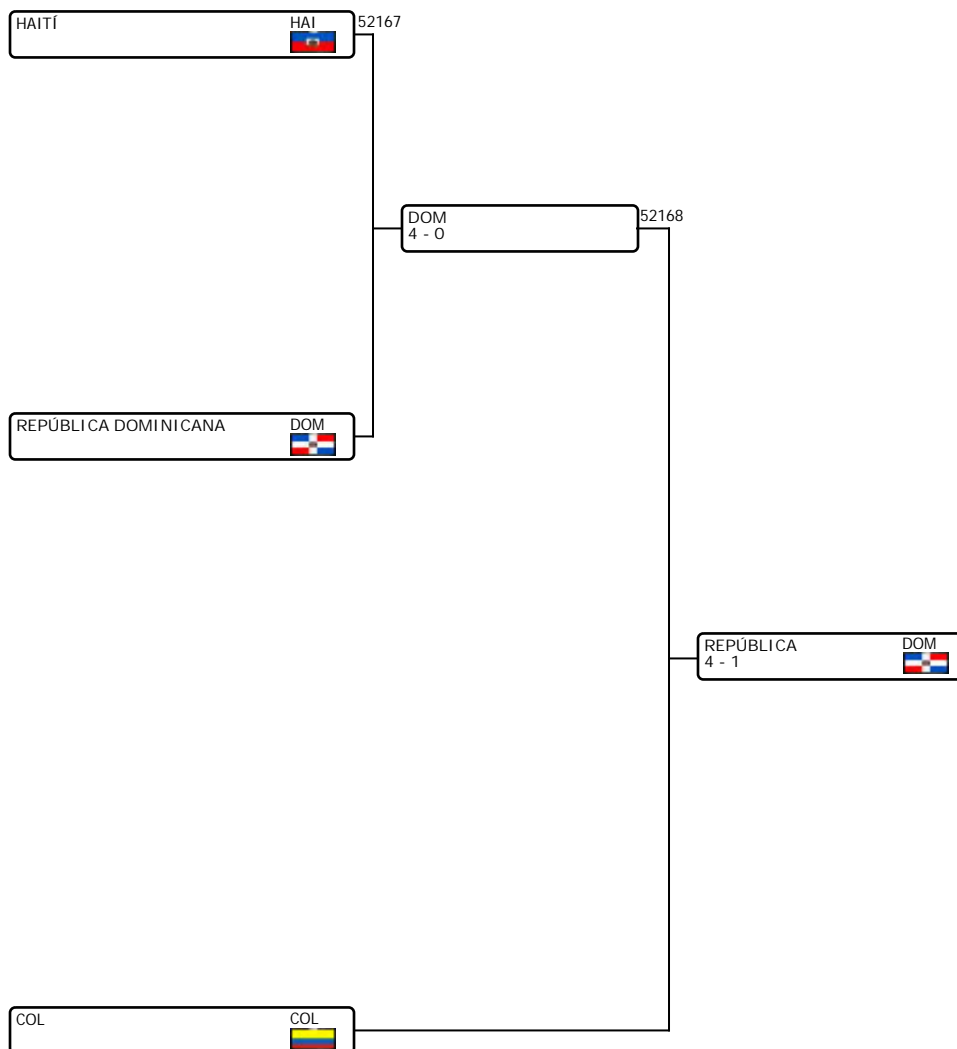 HAITÍ HAI 52167
DOM 52168
4 - 0
REPÚBLICA DOMINICANA DOM
REPÚBLICA DOM
4 - 1
COL COL